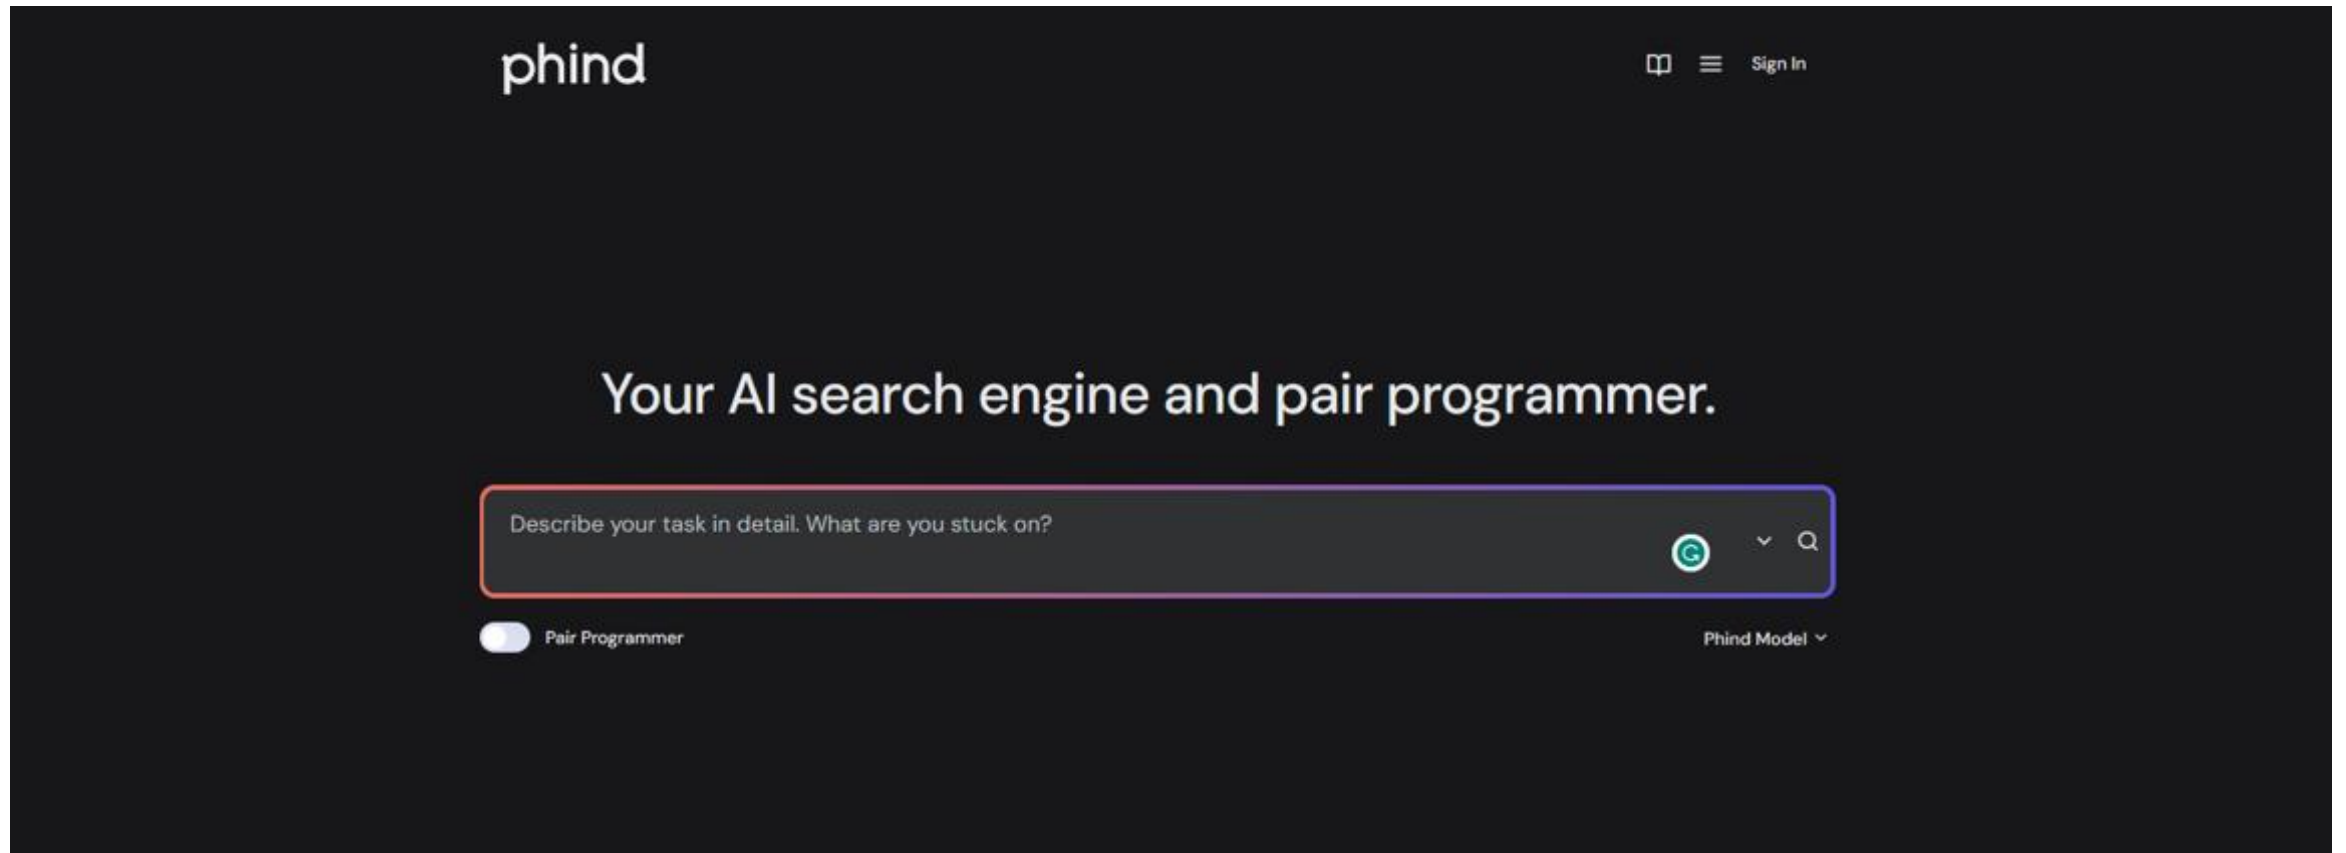 phind
Sign In
Your AI search engine and pair programmer.
Describe your task in detail. What are you stuck on?
Pair Programmer
Phind Model